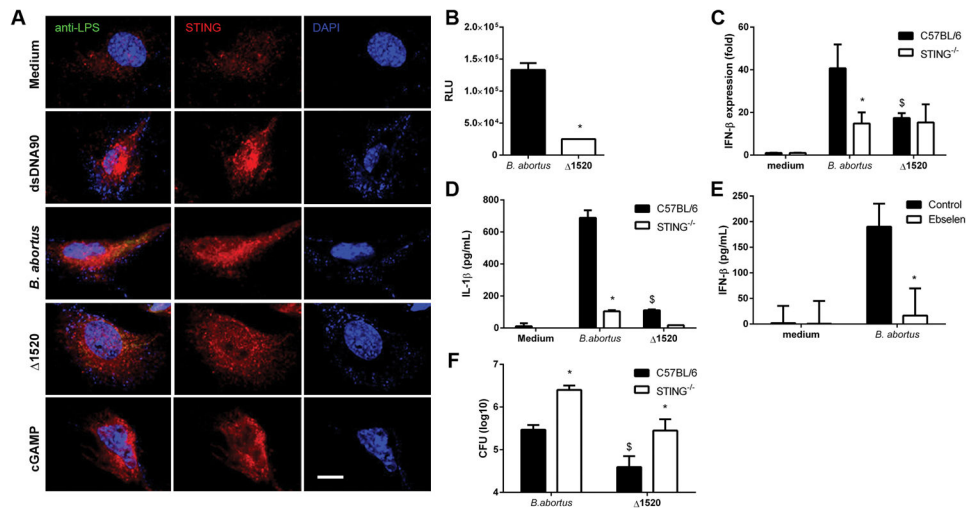 A
anti-LPS STING DAPI
Medium
dsDNA90
B. abortus
Δ1520
cGAMP
B
RLU
2.0×10⁵
1.5×10⁵
1.0×10⁵
5.0×10⁴
0
*
B. abortus Δ1520
C
IFN-β expression (fold)
60
40
20
0
C57BL/6
STING⁻/⁻
*
$
medium B. abortus Δ1520
D
IL-1β (pg/mL)
800
600
400
200
0
C57BL/6
STING⁻/⁻
*
$
Medium B.abortus Δ1520
E
IFN-β (pg/mL)
300
250
200
150
100
50
0
Control
Ebselen
*
medium B. abortus
F
CFU (log10)
7
6
5
4
C57BL/6
STING⁻/⁻
*
$
*
B.abortus Δ1520